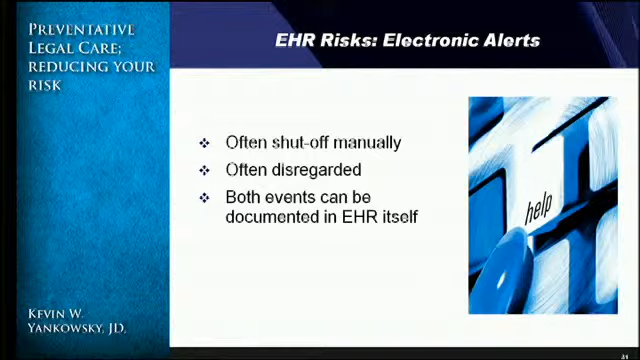 PREVENTATIVE
LEGAL CARE;
REDUCING YOUR
RISK
EHR Risks: Electronic Alerts
Often shut-off manually
Often disregarded
Both events can be
documented in EHR itself
help
KEVIN W.
YANKOWSKY, JD.
31